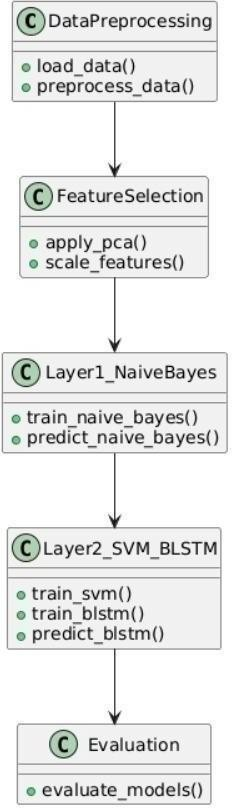 C DataPreprocessing
load_data()
preprocess_data()
C FeatureSelection
apply_pca()
scale_features()
C Layer1_NaiveBayes
train_naive_bayes()
predict_naive_bayes()
C Layer2_SVM_BLSTM
train_svm()
train_blstm()
predict_blstm()
C Evaluation
evaluate_models()